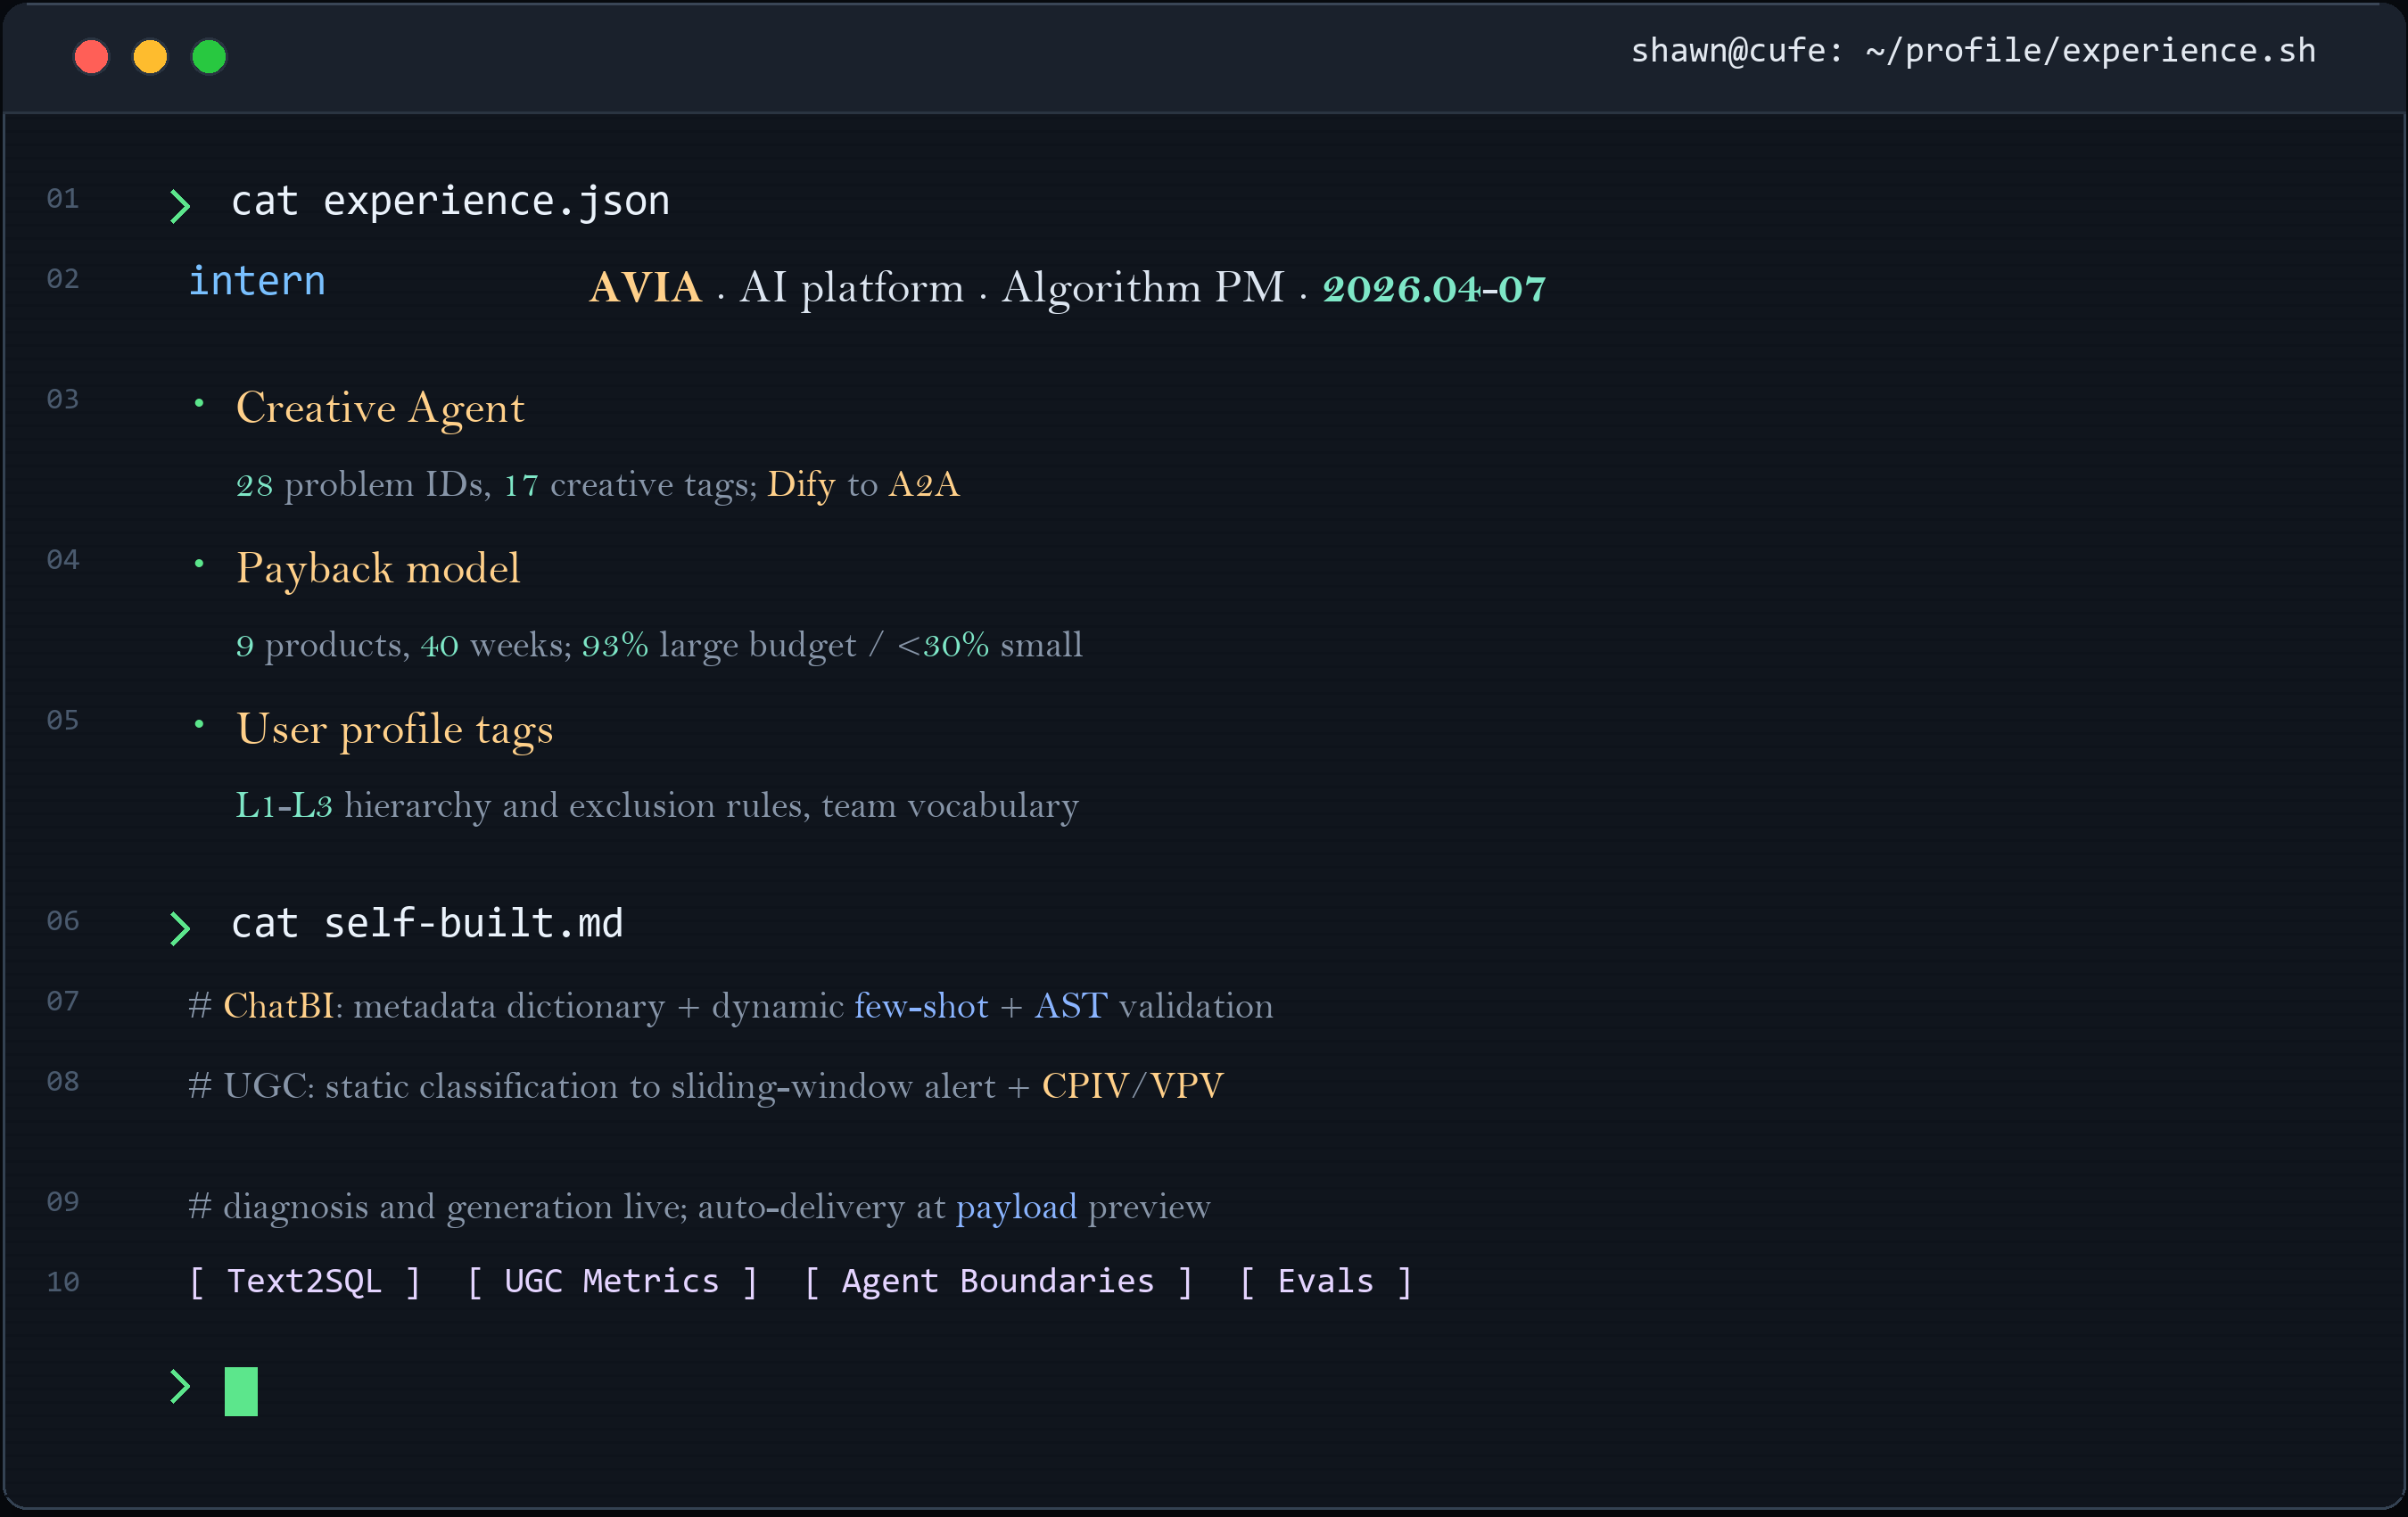 shawn@cufe: ~/profile/experience.sh
01 > cat experience.json
02 intern AVIA · AI platform · Algorithm PM · 2026.04-07
03 · Creative Agent
28 problem IDs, 17 creative tags; Dify to A2A
04 · Payback model
9 products, 40 weeks; 93% large budget / <30% small
05 · User profile tags
L1-L3 hierarchy and exclusion rules, team vocabulary
06 > cat self-built.md
07 # ChatBI: metadata dictionary + dynamic few-shot + AST validation
08 # UGC: static classification to sliding-window alert + CPIV/VPV
09 # diagnosis and generation live; auto-delivery at payload preview
10 [ Text2SQL ] [ UGC Metrics ] [ Agent Boundaries ] [ Evals ]
>